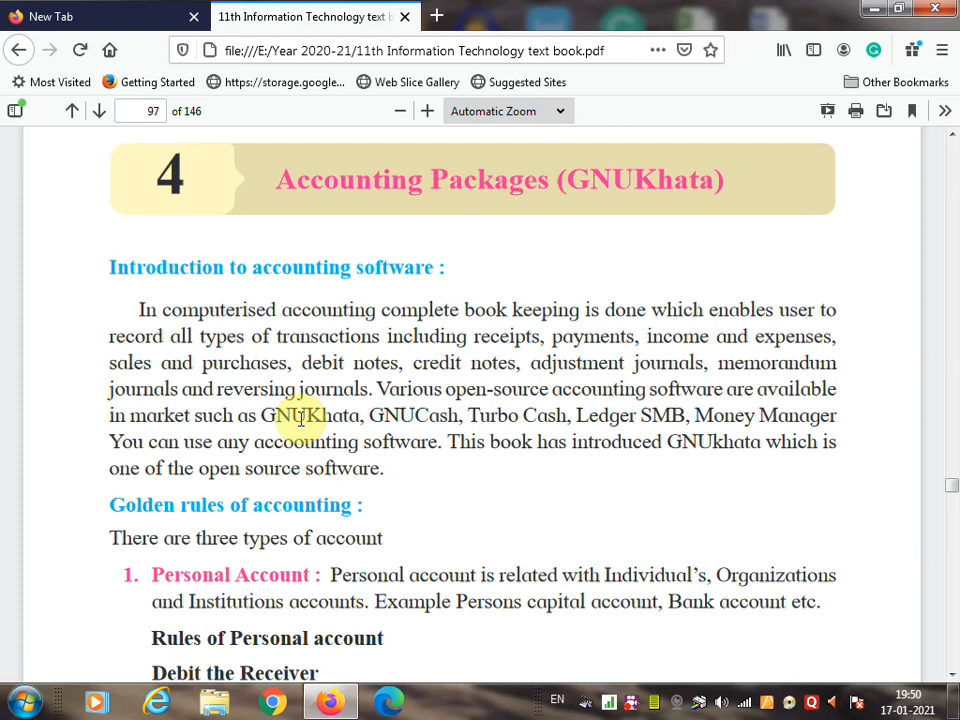 New Tab
11th Information Technology text b
file:///E:/Year 2020-21/11th Information Technology text book.pdf
Most Visited
Getting Started
https://storage.google...
Web Slice Gallery
Suggested Sites
Other Bookmarks
97 of 146
Automatic Zoom
4
Accounting Packages (GNUKhata)
Introduction to accounting software :
In computerised accounting complete book keeping is done which enables user to
record all types of transactions including receipts, payments, income and expenses,
sales and purchases, debit notes, credit notes, adjustment journals, memorandum
journals and reversing journals. Various open-source accounting software are available
in market such as GNUKhata, GNUCash, Turbo Cash, Ledger SMB, Money Manager
You can use any accoounting software. This book has introduced GNUkhata which is
one of the open source software.
Golden rules of accounting :
There are three types of account
1. Personal Account : Personal account is related with Individual's, Organizations
and Institutions accounts. Example Persons capital account, Bank account etc.
Rules of Personal account
Debit the Receiver
EN
19:50
17-01-2021